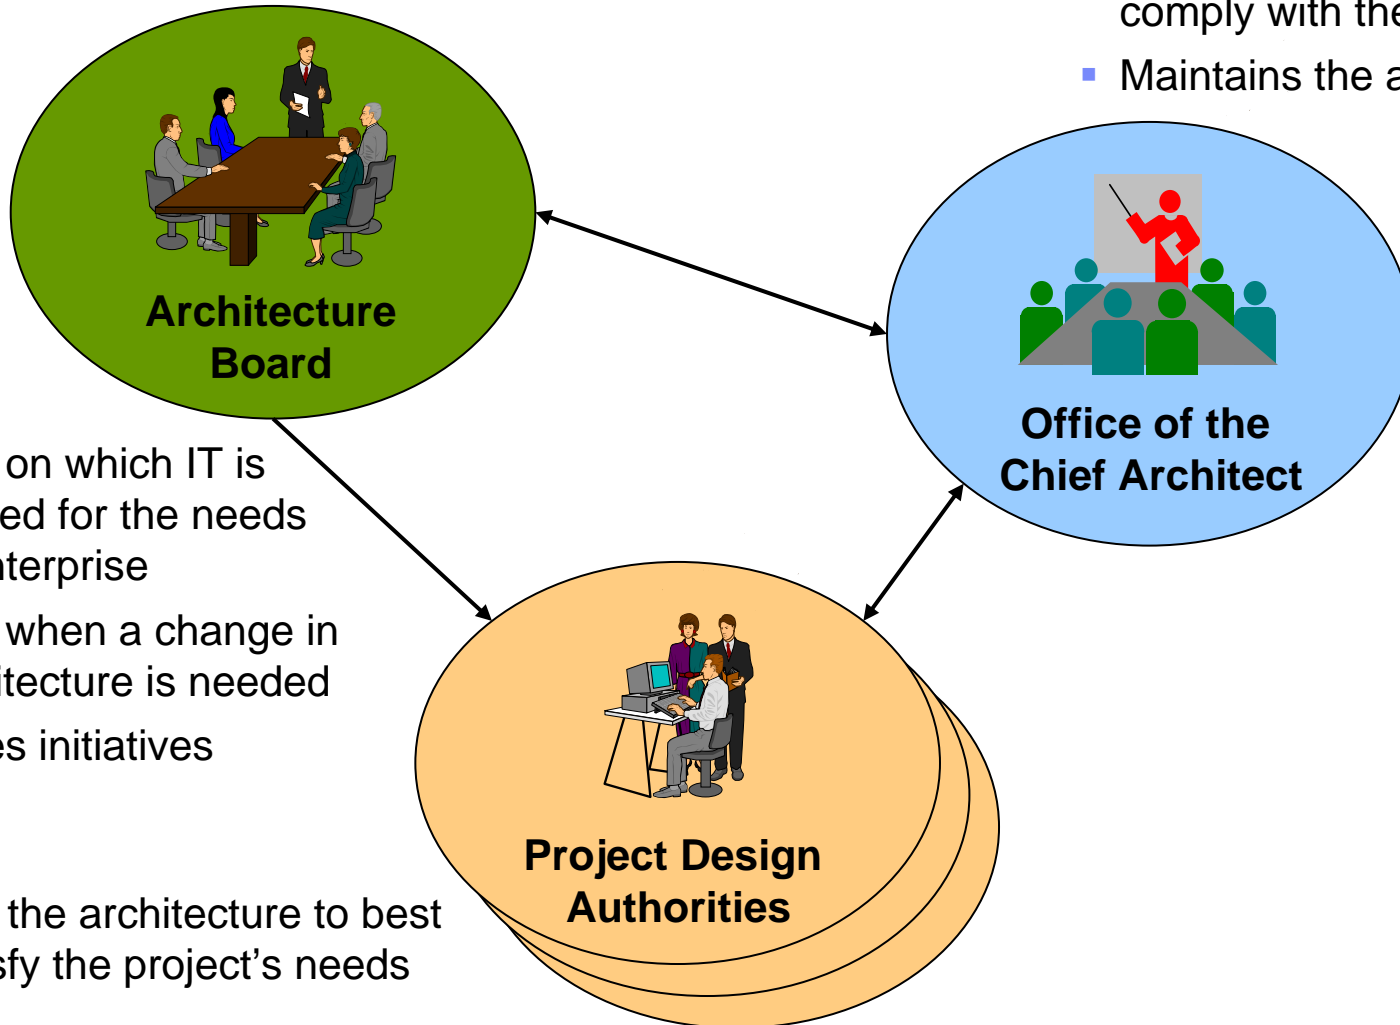 comply with the
Maintains the a
Architecture
Board
Office of the
Chief Architect
on which IT is
ed for the needs
nterprise
when a change in
itecture is needed
es initiatives
Project Design
Authorities
the architecture to best
sfy the project's needs